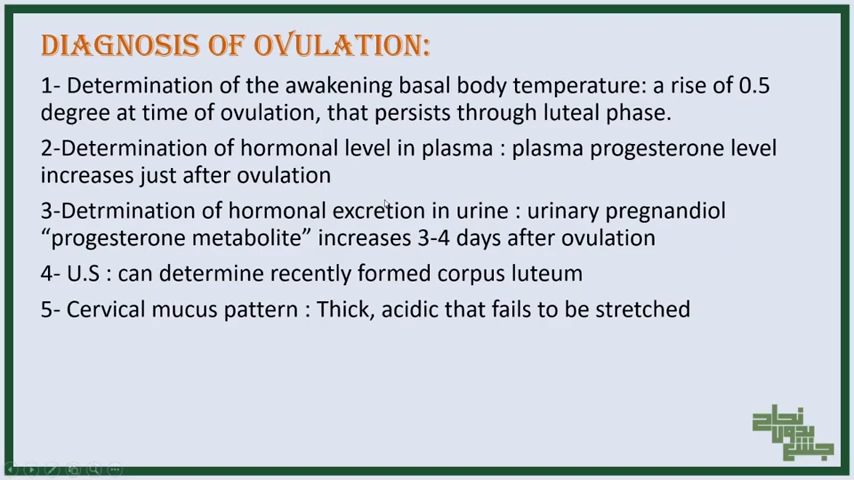 DIAGNOSIS OF OVULATION:
1- Determination of the awakening basal body temperature: a rise of 0.5
degree at time of ovulation, that persists through luteal phase.
2-Determination of hormonal level in plasma : plasma progesterone level
increases just after ovulation
3-Detrmination of hormonal excretion in urine : urinary pregnandiol
“progesterone metabolite” increases 3-4 days after ovulation
4- U.S : can determine recently formed corpus luteum
5- Cervical mucus pattern : Thick, acidic that fails to be stretched
نجاح
بدون
جشع